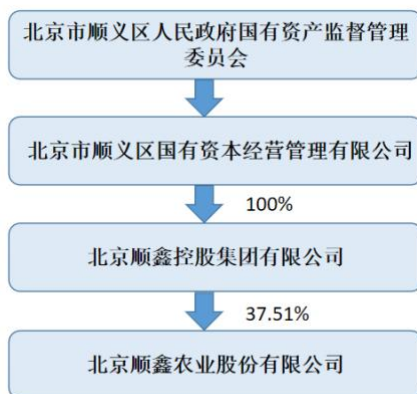 北京市顺义区人民政府国有资产监督管理
委员会
北京市顺义区国有资本经营管理有限公司
100%
北京顺鑫控股集团有限公司
37.51%
北京顺鑫农业股份有限公司